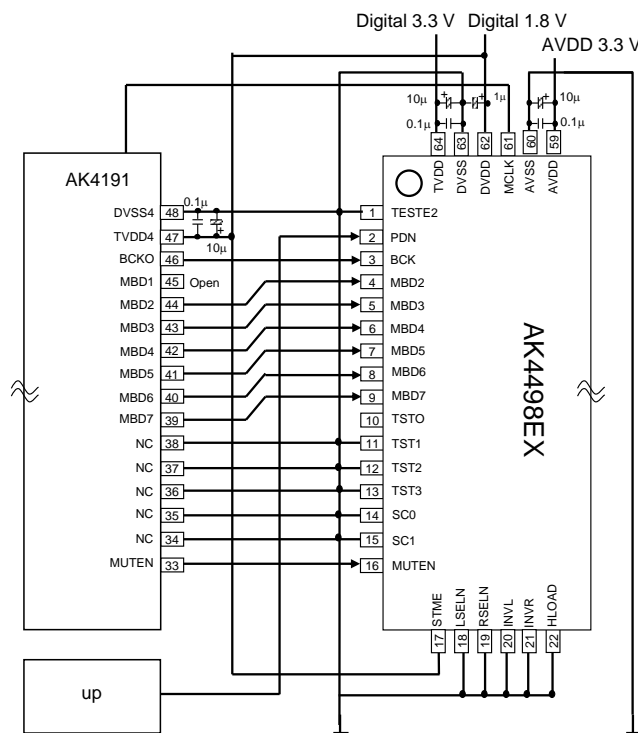 Digital 3.3 V Digital 1.8 V
AVDD 3.3 V
10μ + + 1μ + 10μ
0.1μ 0.1μ
64 63 62 61 60 59
TVDD DVSS DVDD MCLK AVSS AVDD
AK4191
0.1μ
10μ +
DVSS4 48 1 TESTE2
TVDD4 47 2 PDN
BCKO 46 3 BCK
MBD1 45 Open 4 MBD2
MBD2 44 5 MBD3
MBD3 43 6 MBD4
MBD4 42 7 MBD5
MBD5 41 8 MBD6
MBD6 40 9 MBD7
MBD7 39 10 TSTO
NC 38 11 TST1
NC 37 12 TST2
NC 36 13 TST3
NC 35 14 SC0
NC 34 15 SC1
MUTEN 33 16 MUTEN
AK4498EX
STME LSELN RSELN INVL INVR HLOAD
17 18 19 20 21 22
up